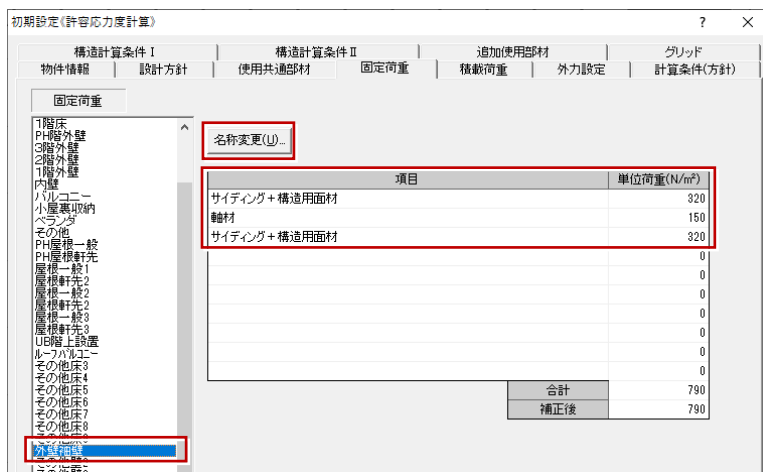 初期設定《許容応力度計算》
?
×
構造計算条件Ⅰ
構造計算条件Ⅱ
追加使用部材
グリッド
物件情報
設計方針
使用共通部材
固定荷重
積載荷重
外力設定
計算条件(方針)
固定荷重
1階床
PH階外壁
3階外壁
2階外壁
1階外壁
内壁
バルコニー
小屋裏収納
ベランダ
その他
PH屋根一般
PH屋根軒先
屋根一般1
屋根軒先2
屋根一般2
屋根軒先2
屋根一般3
屋根軒先3
UB階上設置
ルーフバルコニー
その他床3
その他床4
その他床5
その他床6
その他床7
その他床8
外壁袖壁
名称変更(U)...
項目 単位荷重(N/m²)
サイディング+構造用面材 320
軸材 150
サイディング+構造用面材 320
0
0
0
0
0
0
0
合計 790
補正後 790